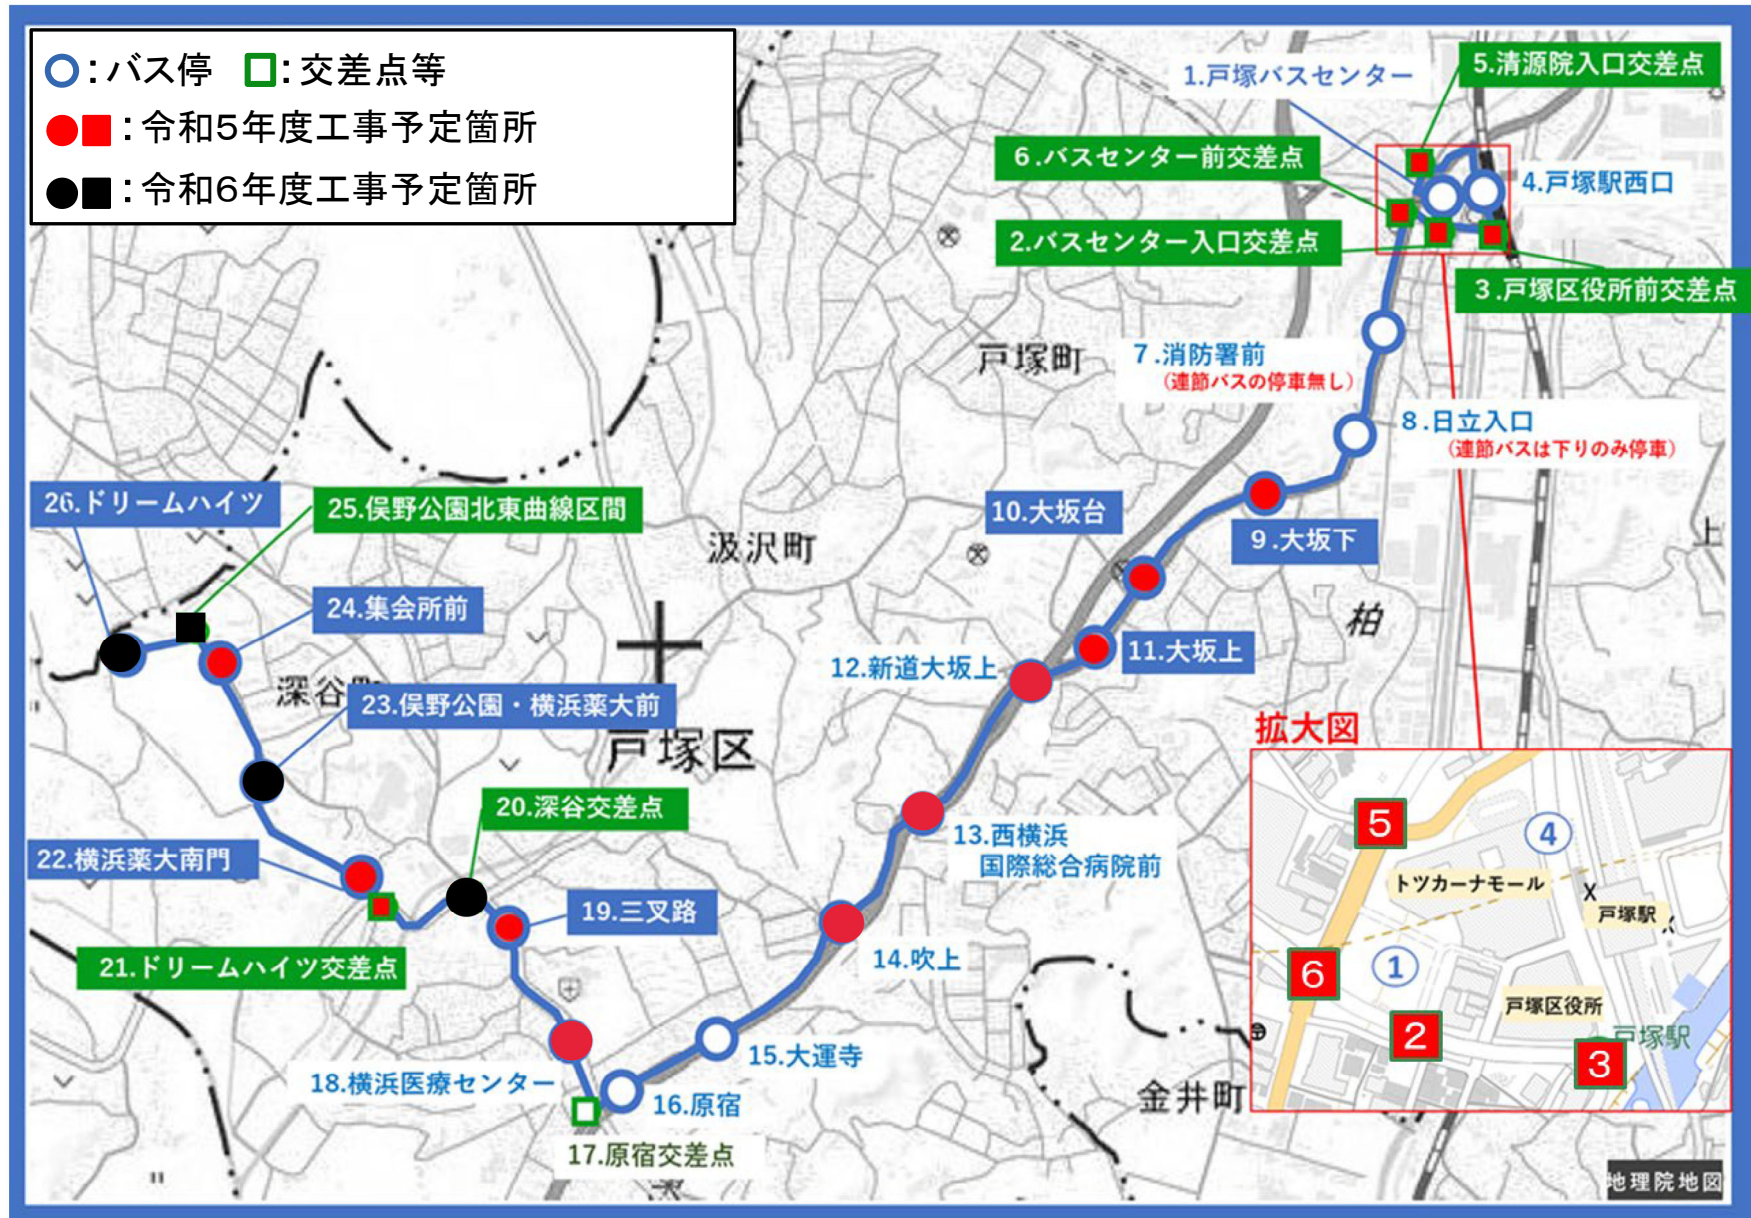 ○：バス停　□：交差点等
●■：令和５年度工事予定箇所
●■：令和６年度工事予定箇所
1.戸塚バスセンター
5.清源院入口交差点
６.バスセンター前交差点
4.戸塚駅西口
2.バスセンター入口交差点
３.戸塚区役所前交差点
戸塚町
７.消防署前
（連節バスの停車無し）
８.日立入口
（連節バスは下りのみ停車）
26.ドリームハイツ
25.俣野公園北東曲線区間
10.大坂台
９.大坂下
汲沢町
上
24.集会所前
柏
11.大坂上
12.新道大坂上
深谷町
23.俣野公園・横浜薬大前
戸塚区
拡大図
20.深谷交差点
13.西横浜
国際総合病院前
22.横浜薬大南門
19.三叉路
14.吹上
21.ドリームハイツ交差点
15.大運寺
18.横浜医療センター
16.原宿
金井町
17.原宿交差点
5
4
トツカーナモール
戸塚駅
6
1
戸塚区役所
2
戸塚駅
3
地理院地図